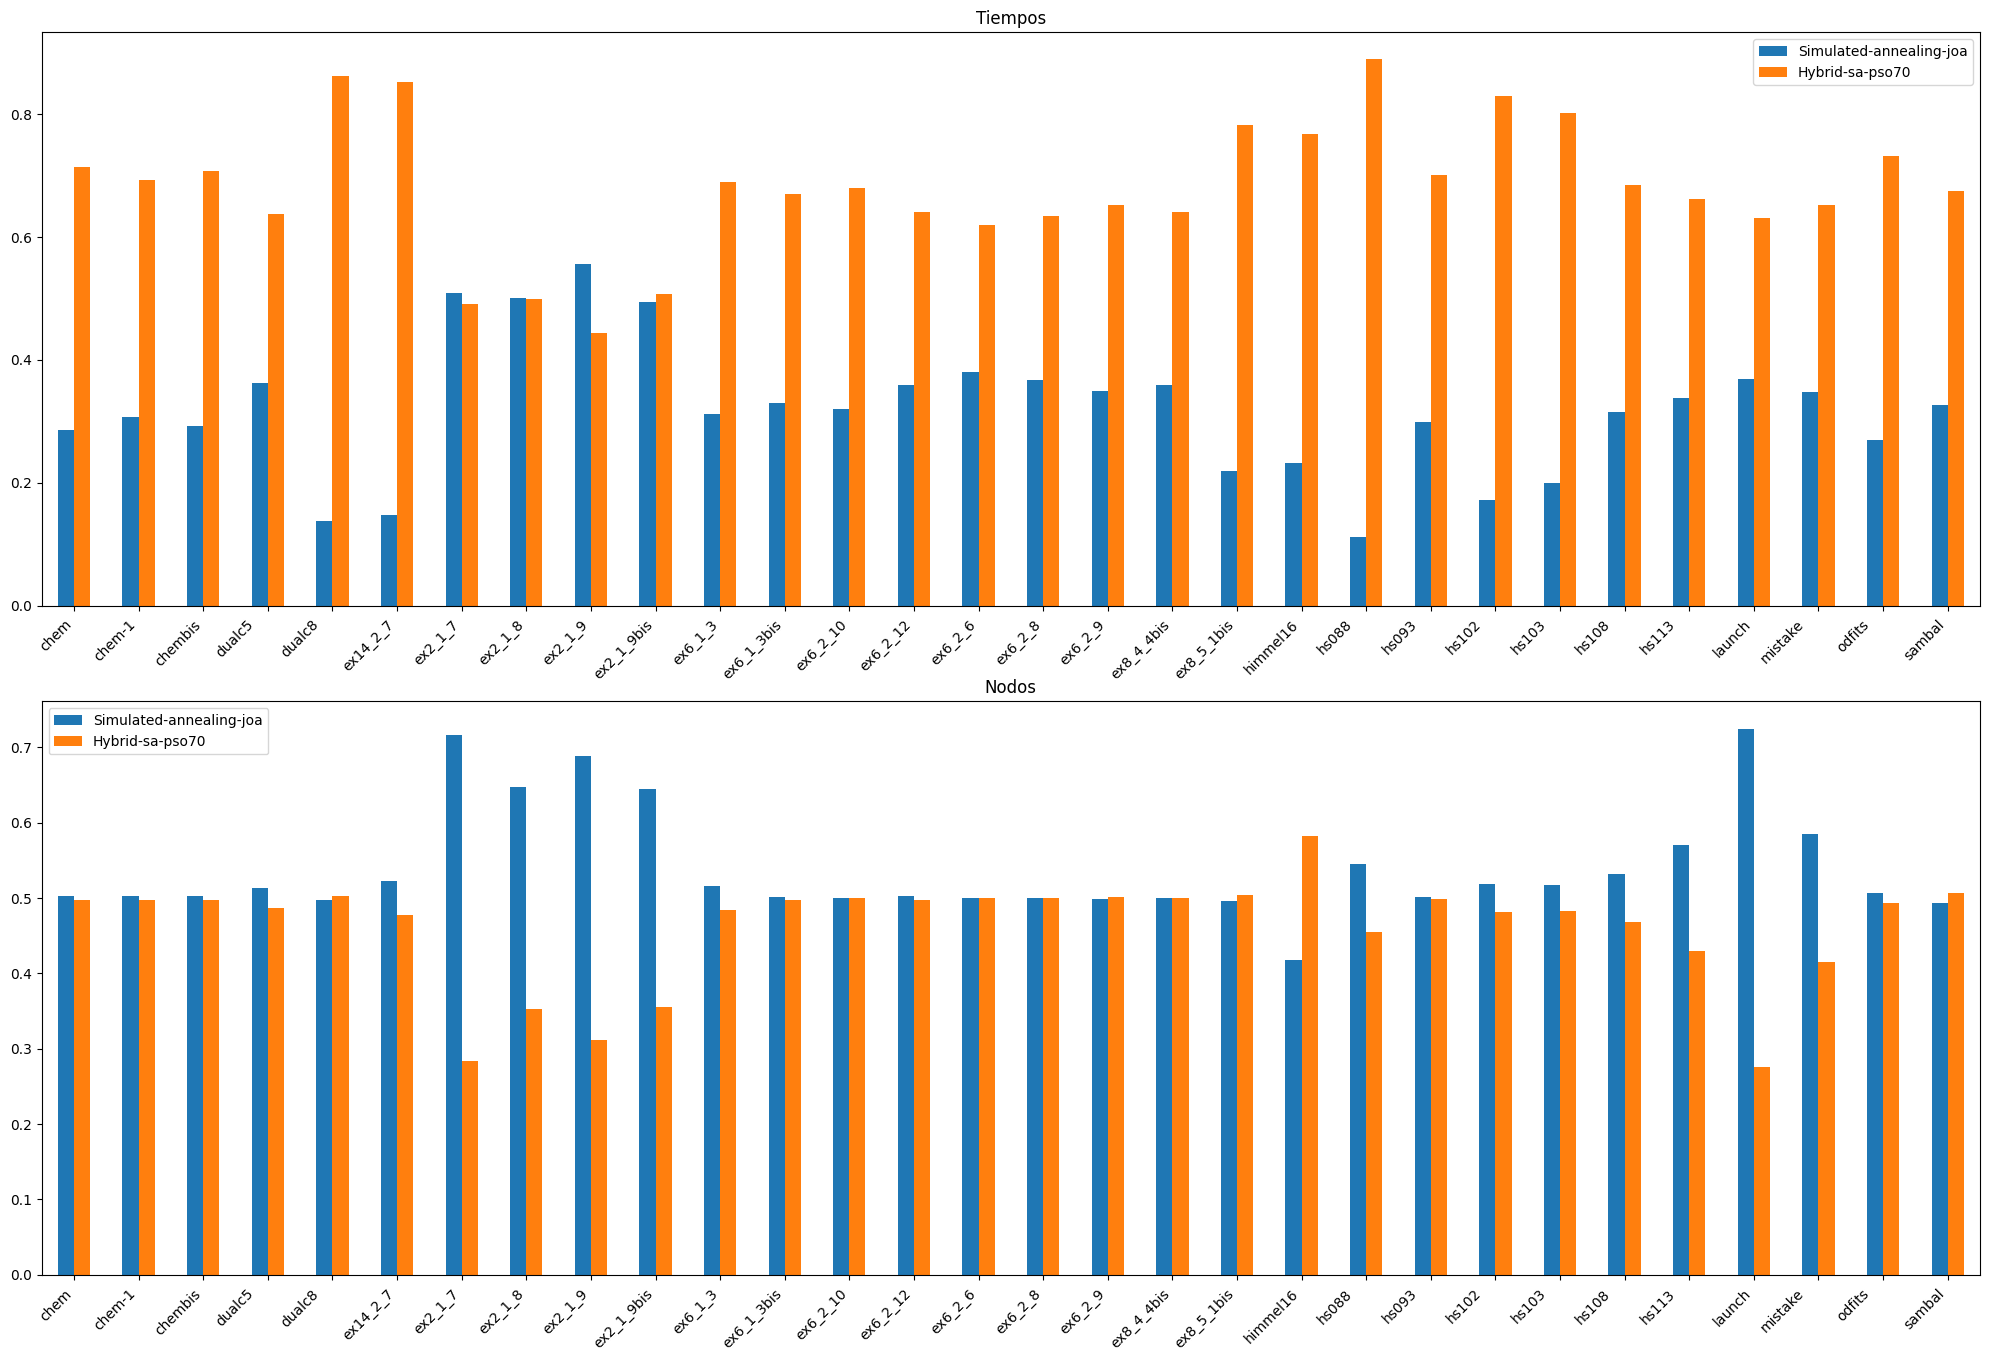 Tiempos
Simulated-annealing-joa
Hybrid-sa-pso70
0.8
0.6
0.4
0.2
0.0
chem
chem-1
chembis
dualc5
dualc8
ex14_2_7
ex2_1_7
ex2_1_8
ex2_1_9
ex2_1_9bis
ex6_1_3
ex6_1_3bis
ex6_2_10
ex6_2_12
ex6_2_6
ex6_2_8
ex6_2_9
ex8_4_4bis
ex8_5_1bis
himmel16
hs088
hs093
hs102
hs103
hs108
hs113
launch
mistake
odfits
sambal
Nodos
Simulated-annealing-joa
Hybrid-sa-pso70
0.7
0.6
0.5
0.4
0.3
0.2
0.1
0.0
chem
chem-1
chembis
dualc5
dualc8
ex14_2_7
ex2_1_7
ex2_1_8
ex2_1_9
ex2_1_9bis
ex6_1_3
ex6_1_3bis
ex6_2_10
ex6_2_12
ex6_2_6
ex6_2_8
ex6_2_9
ex8_4_4bis
ex8_5_1bis
himmel16
hs088
hs093
hs102
hs103
hs108
hs113
launch
mistake
odfits
sambal